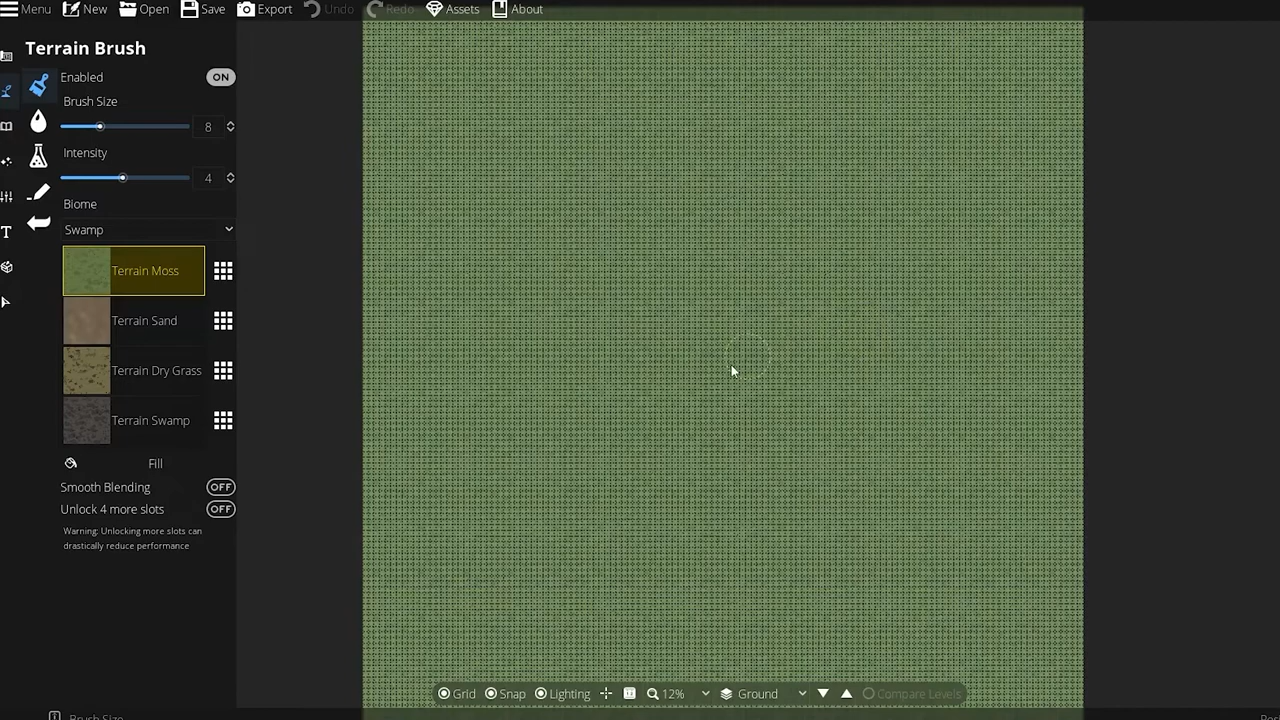 Menu New Open Save Export Undo Redo Assets About
Terrain Brush
Enabled ON
Brush Size
8
Intensity
4
Biome
Swamp
Terrain Moss
Terrain Sand
Terrain Dry Grass
Terrain Swamp
Fill
Smooth Blending OFF
Unlock 4 more slots OFF
Warning: Unlocking more slots can
drastically reduce performance
Grid Snap Lighting 12% Ground Compare Levels
Brush Size